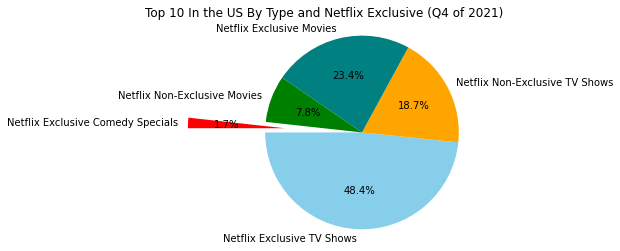 Top 10 In the US By Type and Netflix Exclusive (Q4 of 2021)
Netflix Exclusive Movies
23.4%
Netflix Non-Exclusive TV Shows
18.7%
Netflix Non-Exclusive Movies
7.8%
Netflix Exclusive Comedy Specials
1.7%
48.4%
Netflix Exclusive TV Shows